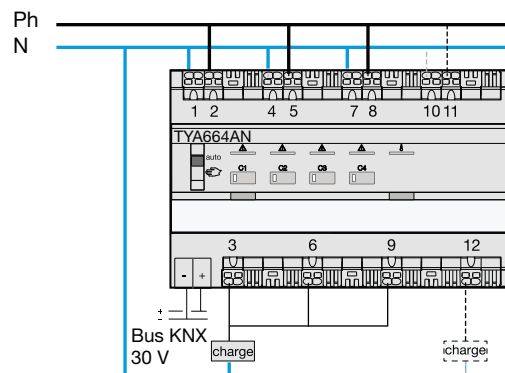 Ph
N
1 2 4 5 7 8 10 11
TYA664AN
auto
C1 C2 C3 C4
3 6 9 12
- +
+
-
Bus KNX
30 V
charge
charge